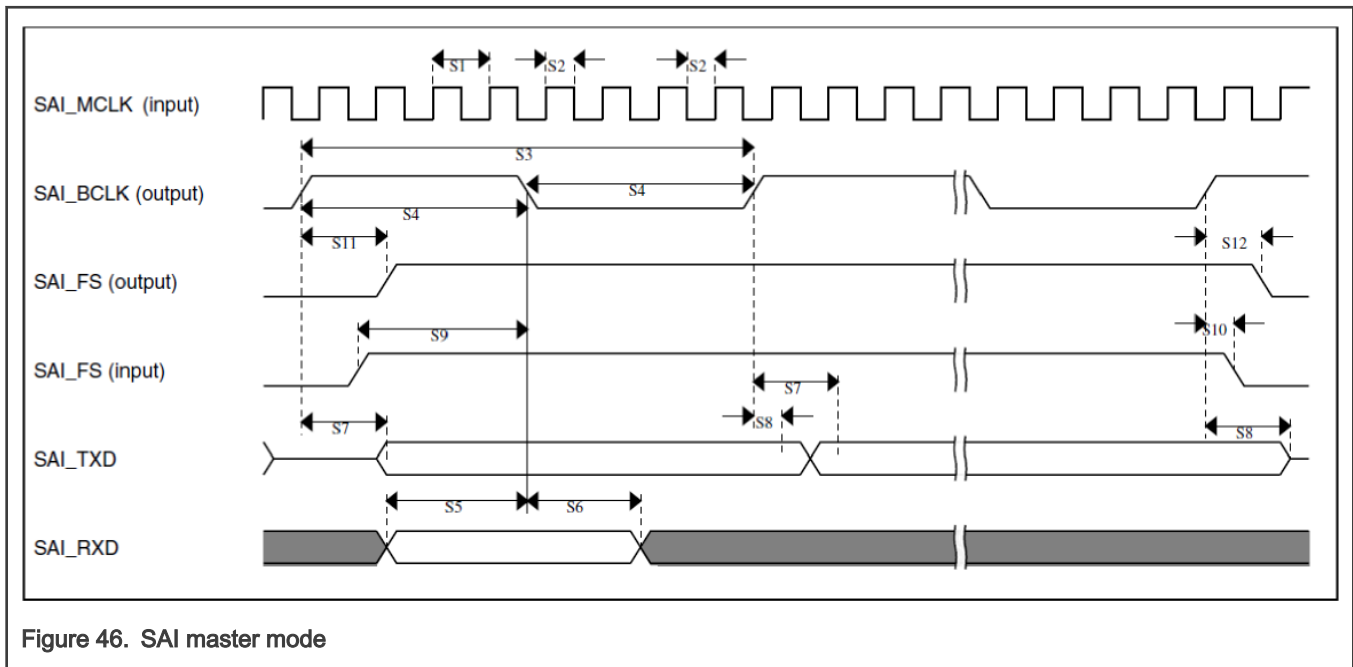 S1 S2 S2
SAI_MCLK (input)
S3
SAI_BCLK (output)
S4
S4
S11 S12
SAI_FS (output)
S9 S10
SAI_FS (input)
S7
S8
S7 S8
SAI_TXD
S5 S6
SAI_RXD
Figure 46. SAI master mode